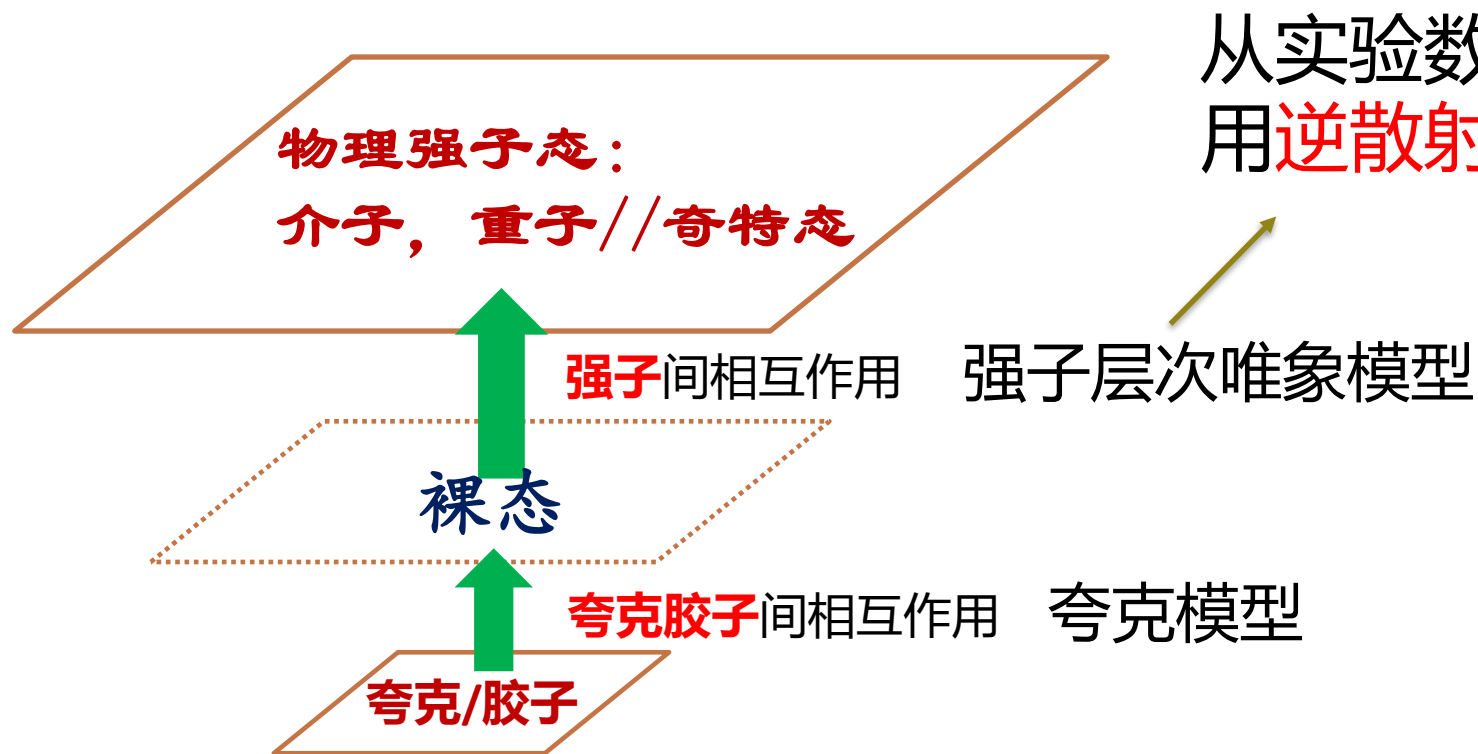 从实验数
用逆散射
物理强子态：
介子，重子//奇特态
强子间相互作用
强子层次唯象模型
裸态
夸克胶子间相互作用
夸克模型
夸克/胶子